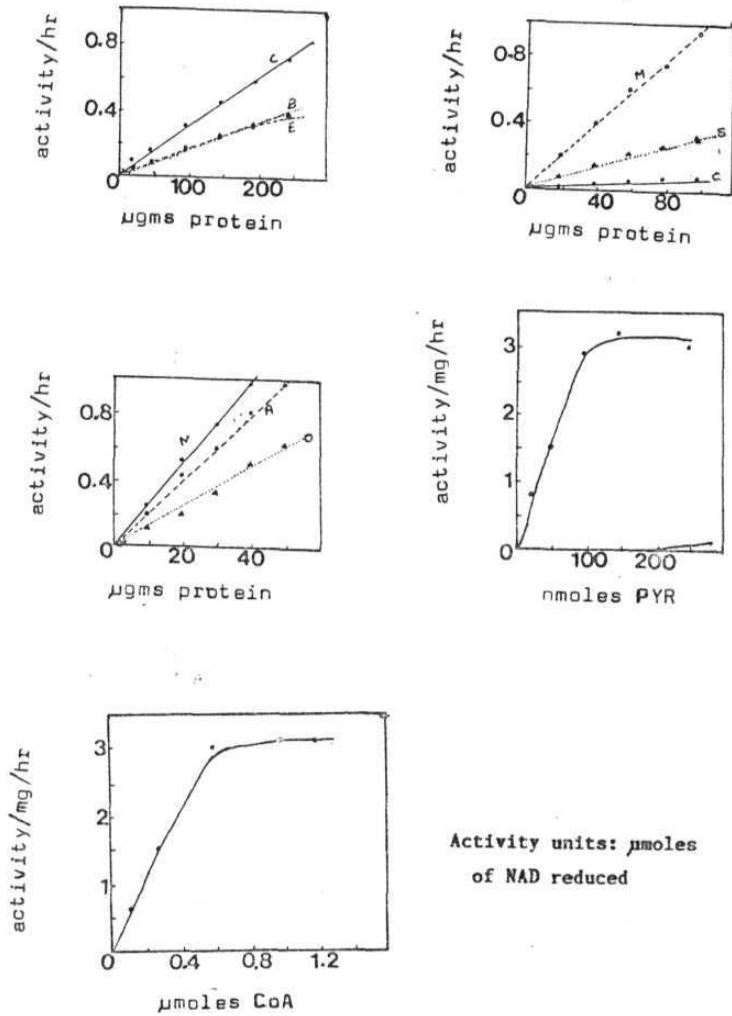 activity/hr
0.8
0.4
0
100
200
C
B
E
µgms protein
activity/hr
0.8
0.4
0
40
80
M
S
C
µgms protein
activity/hr
0.8
0.4
0
20
40
N
A
O
µgms protein
activity/mg/hr
3
2
1
0
100
200
nmoles PYR
activity/mg/hr
3
2
1
0
0.4
0.8
1.2
µmoles CoA
Activity units: µmoles
of NAD reduced